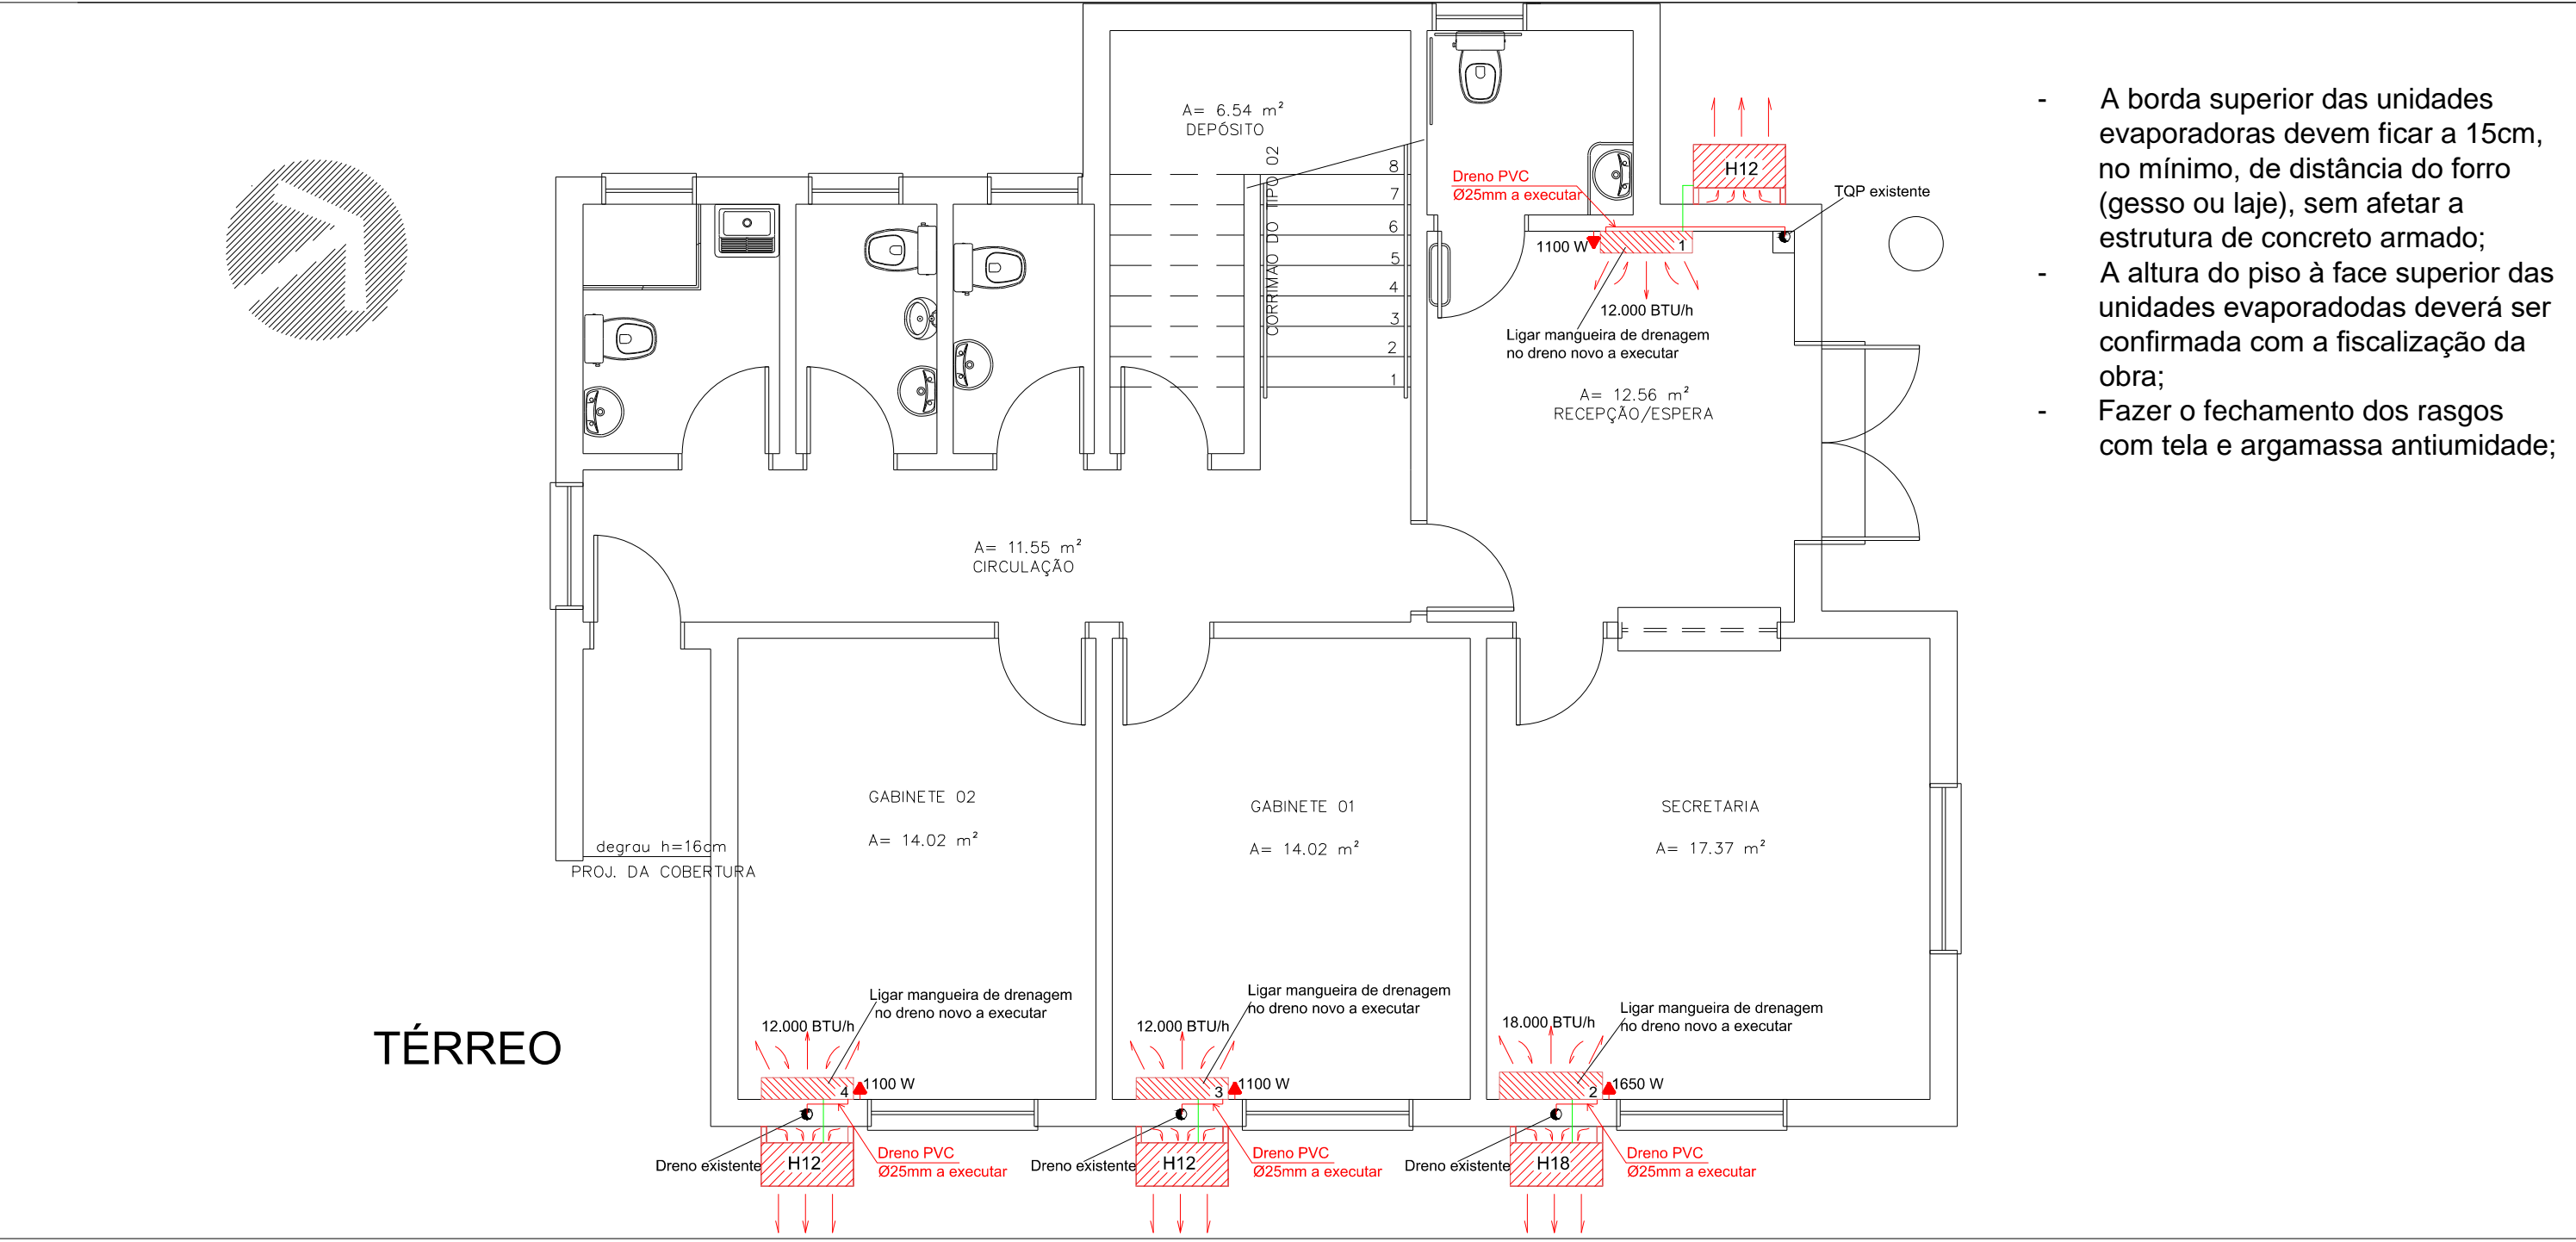 A= 6.54 m²
DEPÓSITO
CORRIMAO DO TIPO 02
8
7
6
5
4
3
2
1
Dreno PVC
Ø25mm a executar
H12
TQP existente
1100 W
1
12.000 BTU/h
Ligar mangueira de drenagem
no dreno novo a executar
A= 12.56 m²
RECEPÇÃO/ESPERA
- A borda superior das unidades
evaporadoras devem ficar a 15cm,
no mínimo, de distância do forro
(gesso ou laje), sem afetar a
estrutura de concreto armado;
- A altura do piso à face superior das
unidades evaporadodas deverá ser
confirmada com a fiscalização da
obra;
- Fazer o fechamento dos rasgos
com tela e argamassa antiumidade;
A= 11.55 m²
CIRCULAÇÃO
GABINETE 02
A= 14.02 m²
GABINETE 01
A= 14.02 m²
SECRETARIA
A= 17.37 m²
degrau h=16cm
PROJ. DA COBERTURA
TÉRREO
Ligar mangueira de drenagem
no dreno novo a executar
12.000 BTU/h
4
1100 W
Dreno existente
H12
Dreno PVC
Ø25mm a executar
Ligar mangueira de drenagem
no dreno novo a executar
12.000 BTU/h
3
1100 W
Dreno existente
H12
Dreno PVC
Ø25mm a executar
Ligar mangueira de drenagem
no dreno novo a executar
18.000 BTU/h
2
1650 W
Dreno existente
H18
Dreno PVC
Ø25mm a executar